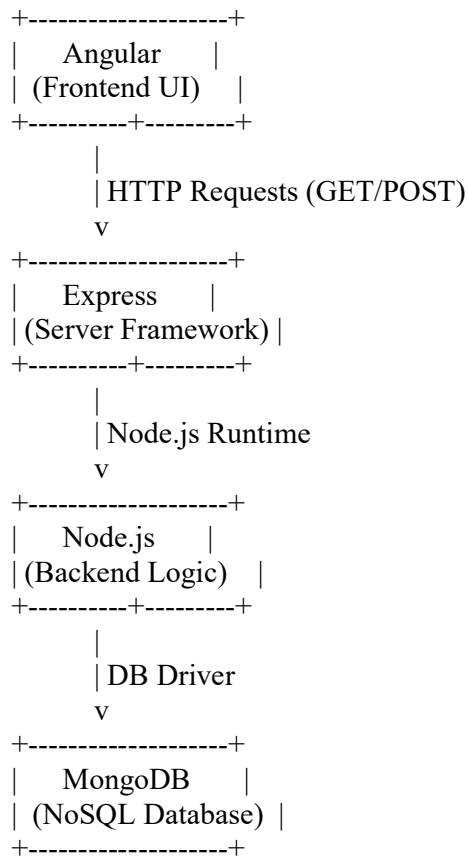 +---------------------+
|      Angular       |
|  (Frontend UI)     |
+----------+---------+
|
| HTTP Requests (GET/POST)
v
+---------------------+
|      Express       |
| (Server Framework) |
+----------+---------+
|
| Node.js Runtime
v
+---------------------+
|      Node.js       |
| (Backend Logic)    |
+----------+---------+
|
| DB Driver
v
+---------------------+
|      MongoDB       |
|  (NoSQL Database)  |
+---------------------+